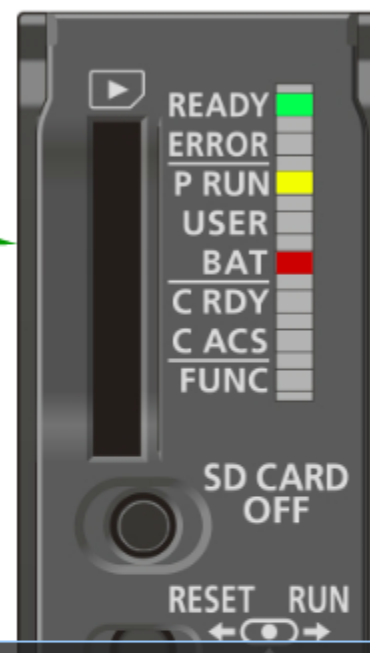 READY
ERROR
P RUN
USER
BAT
C RDY
C ACS
FUNC
SD CARD
OFF
RESET RUN